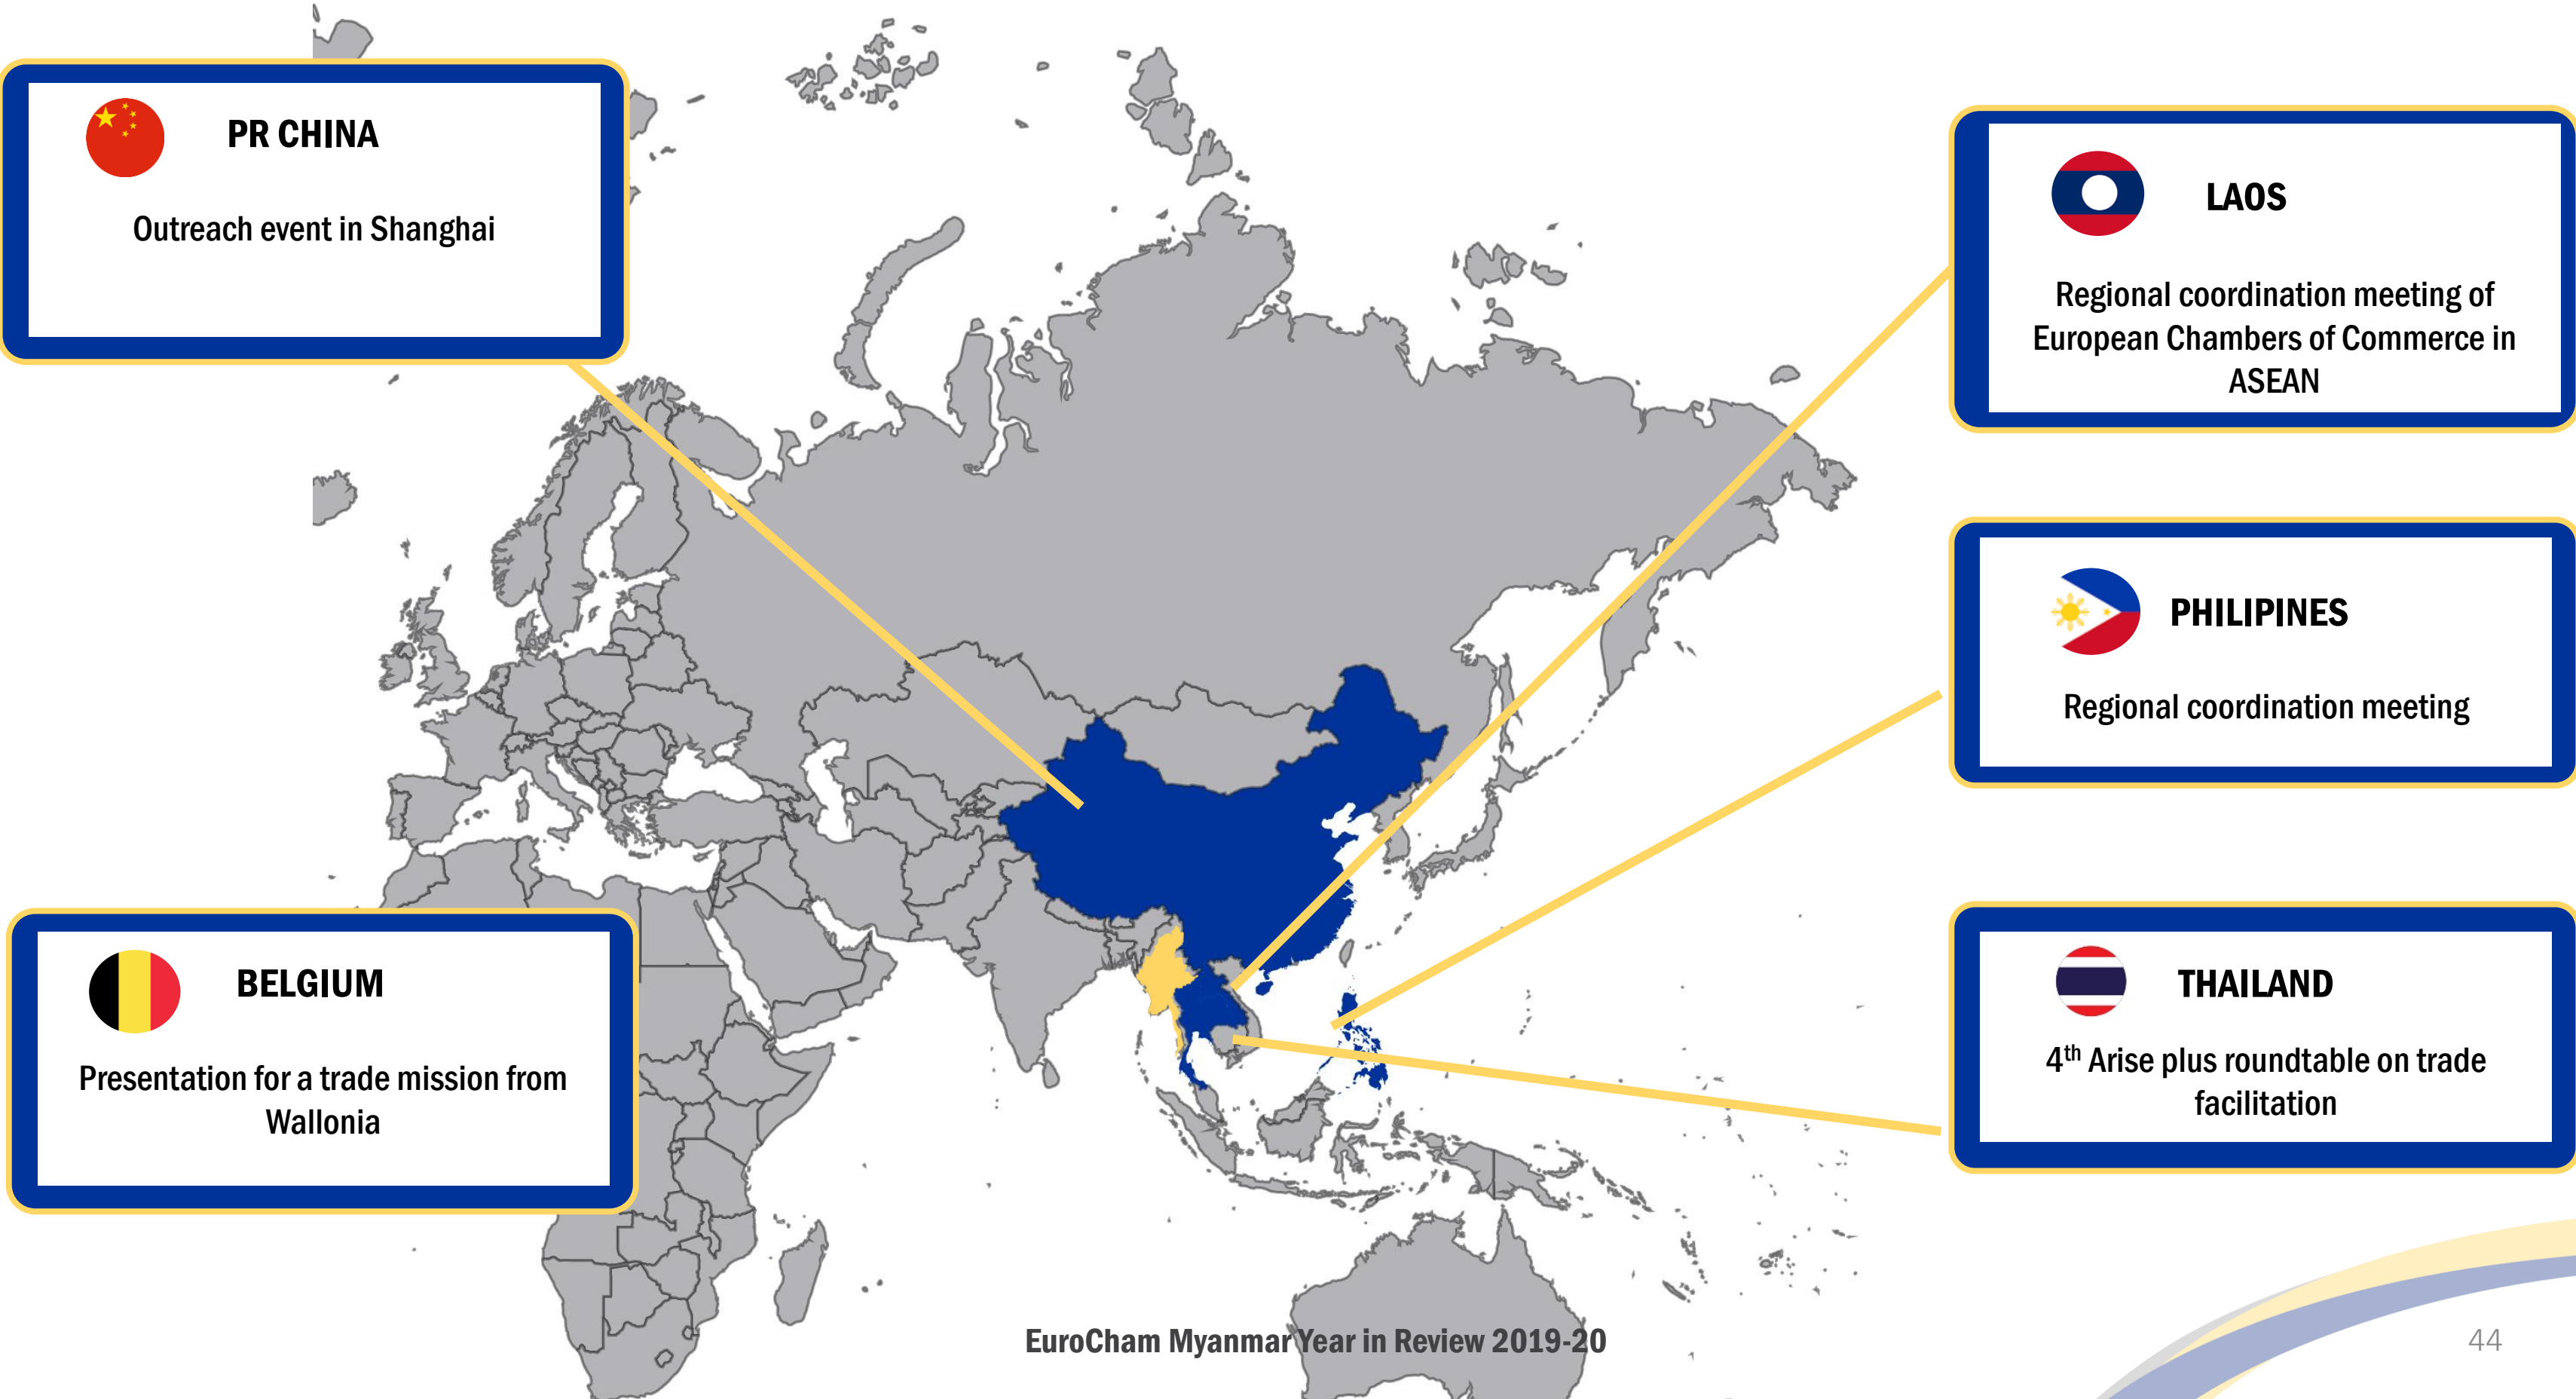 PR CHINA
Outreach event in Shanghai
BELGIUM
Presentation for a trade mission from
Wallonia
LAOS
Regional coordination meeting of
European Chambers of Commerce in
ASEAN
PHILIPINES
Regional coordination meeting
THAILAND
4th Arise plus roundtable on trade
facilitation
EuroCham Myanmar Year in Review 2019-20
44